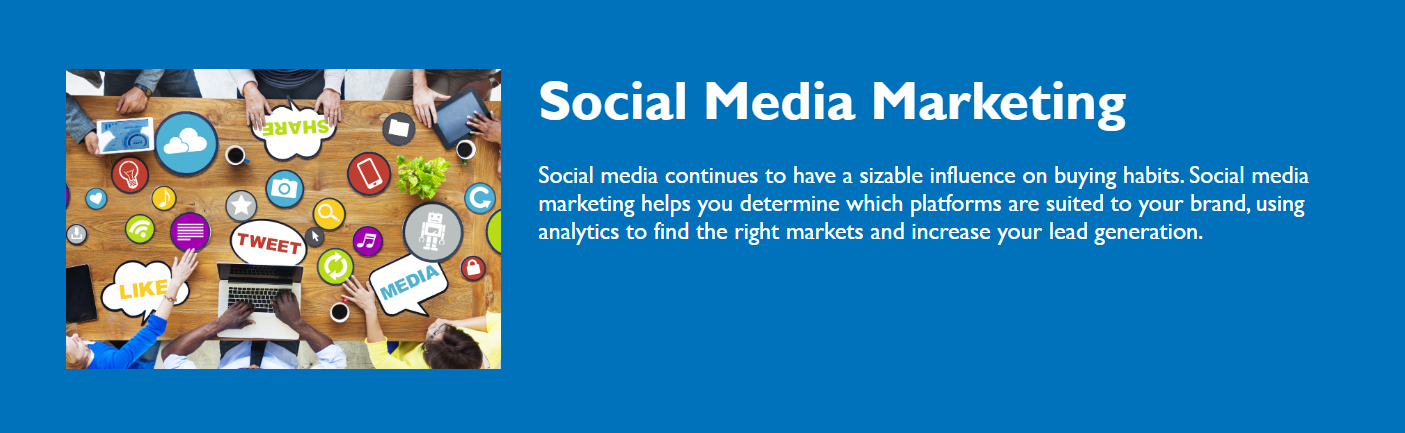 Social Media Marketing
Social media continues to have a sizable influence on buying habits. Social media
marketing helps you determine which platforms are suited to your brand, using
analytics to find the right markets and increase your lead generation.
SHARE
TWEET
LIKE
MEDIA